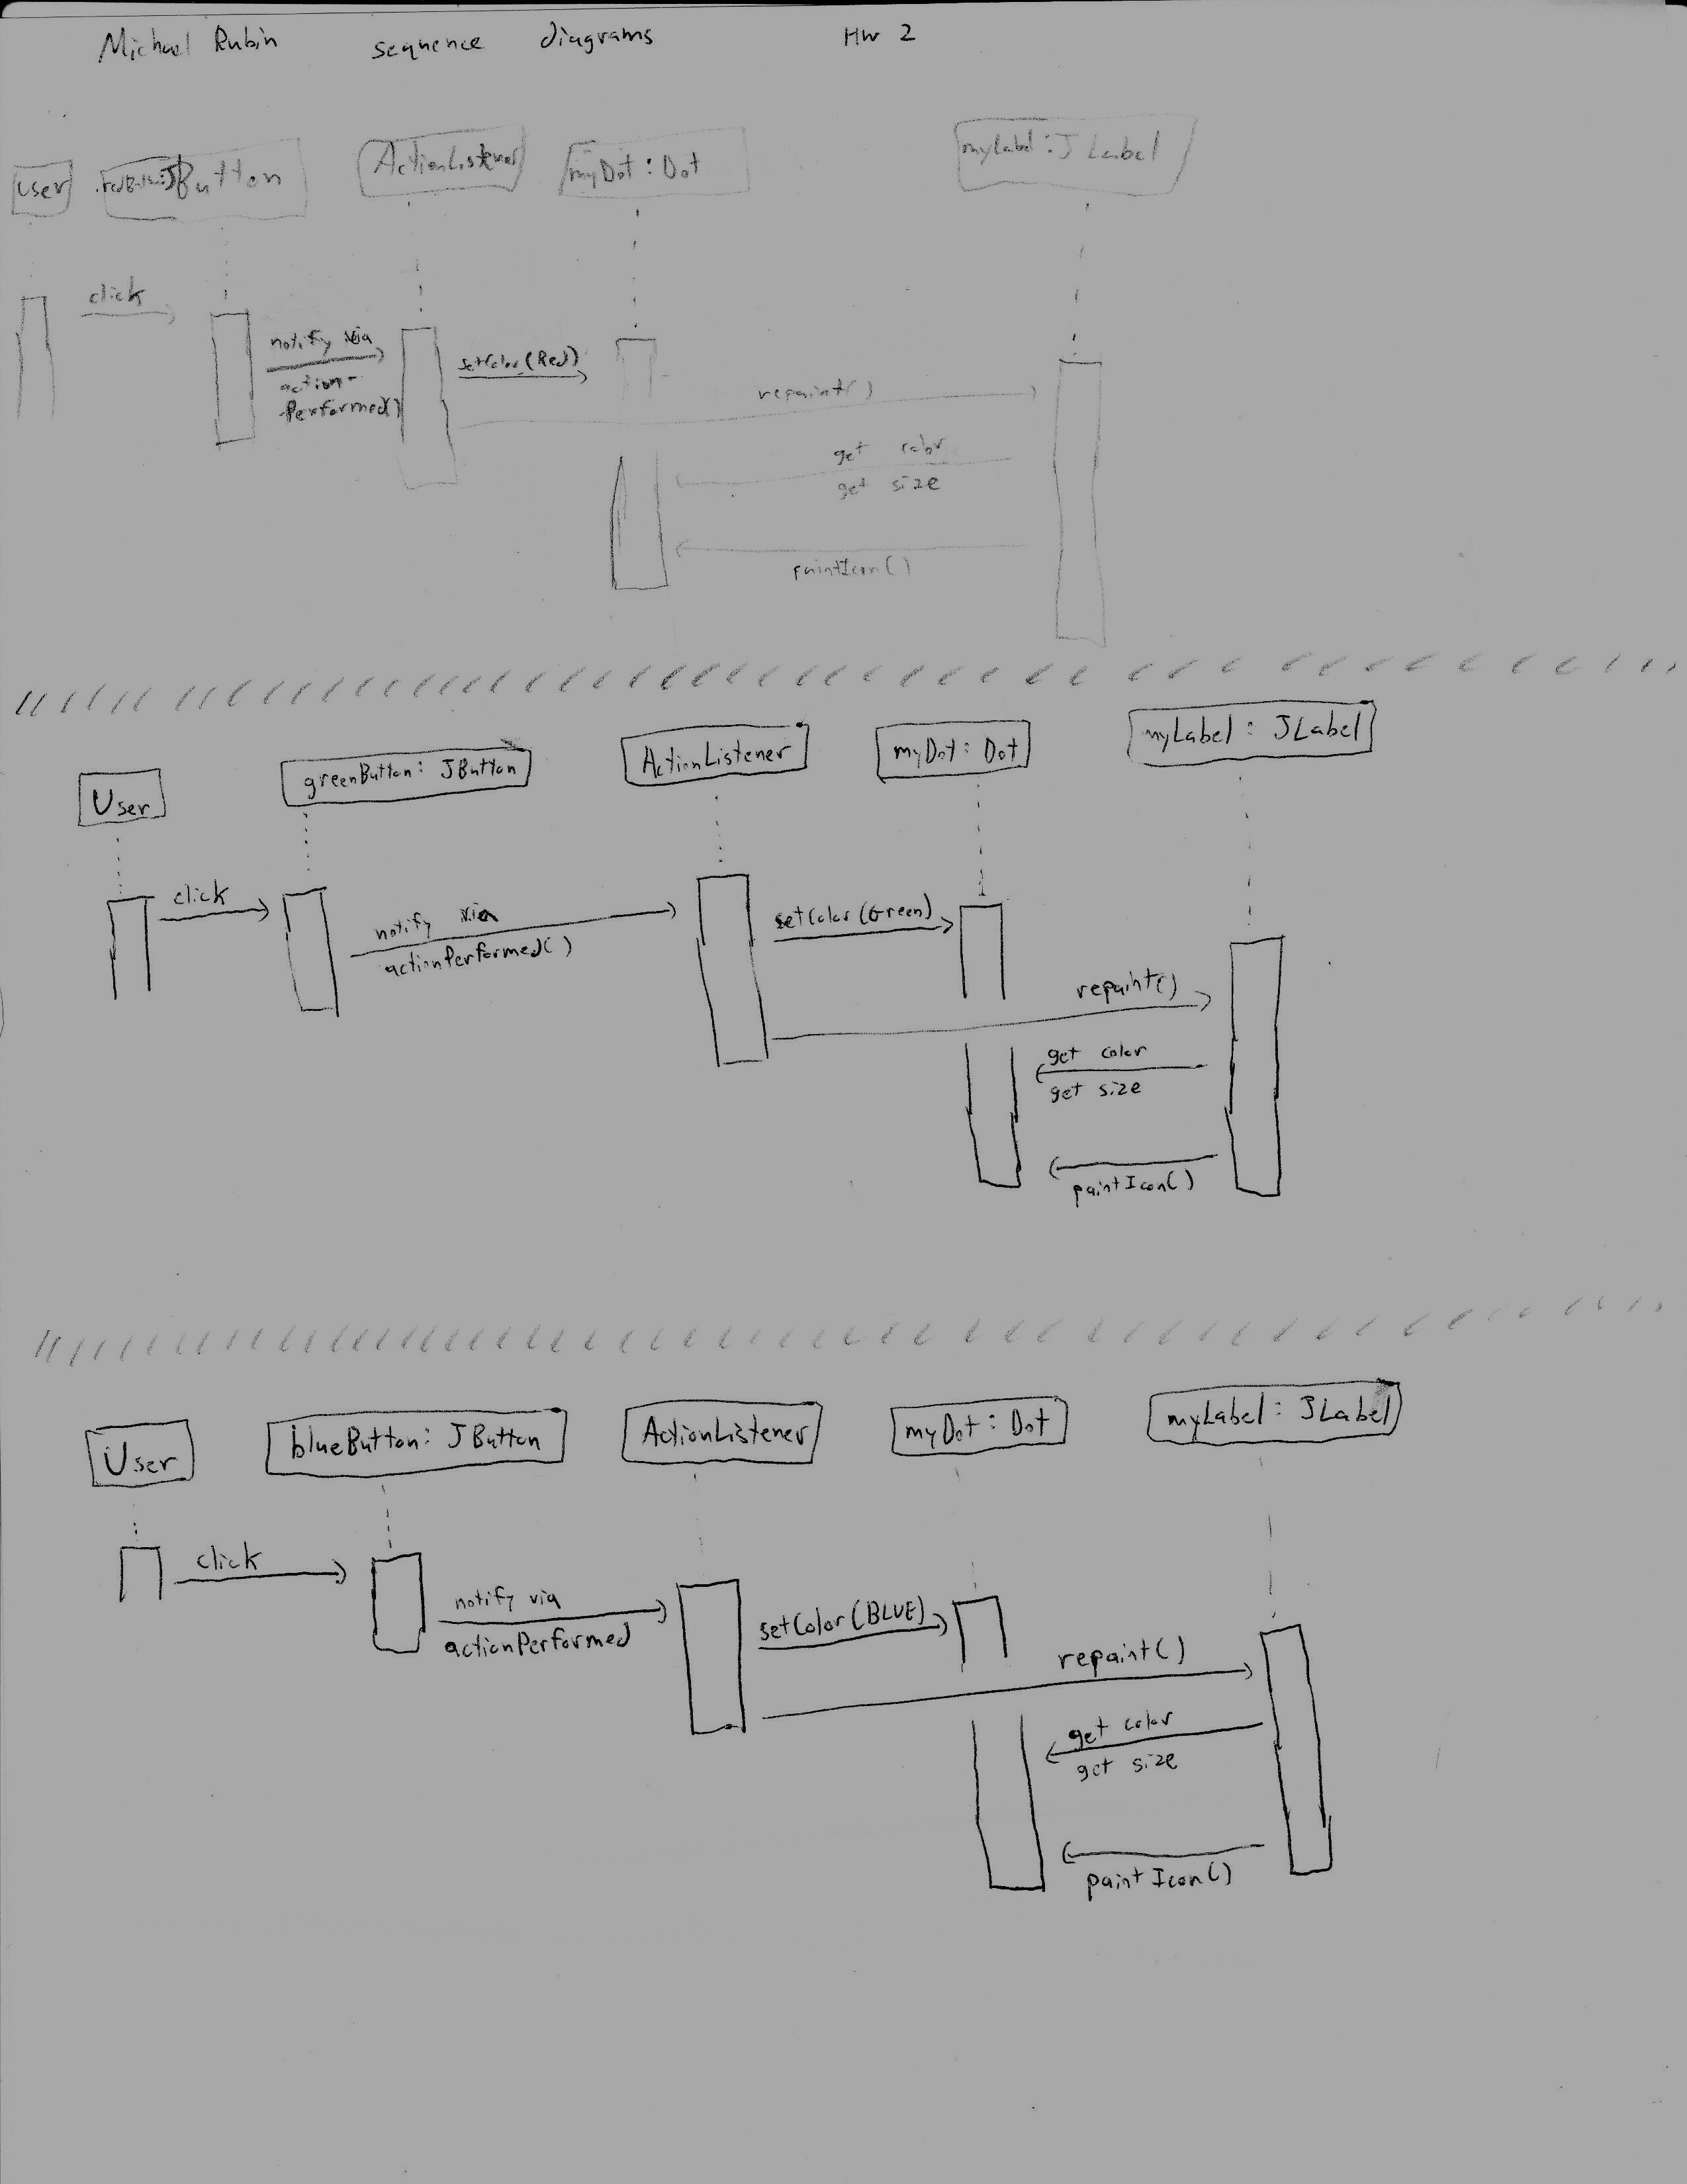 Michael Rubin sequence diagrams HW 2
User redButton: JButton ActionListener myDot: Dot myLabel: JLabel
click
notify via
action-
Performed()
setColor(Red)
repaint()
get color
get size
paintIcon()
User greenButton: JButton ActionListener myDot: Dot myLabel: JLabel
click
notify via
actionPerformed()
setColor(Green)
repaint()
get color
get size
paintIcon()
User blueButton: JButton ActionListener myDot: Dot myLabel: JLabel
click
notify via
actionPerformed
setColor(BLUE)
repaint()
get color
get size
paintIcon()